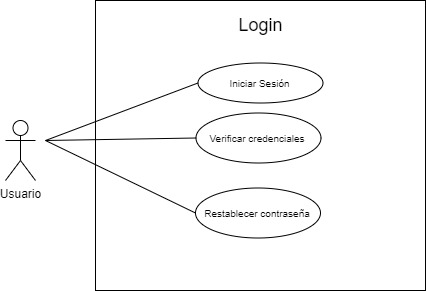 Login
Iniciar Sesión
Verificar credenciales
Usuario
Restablecer contraseña